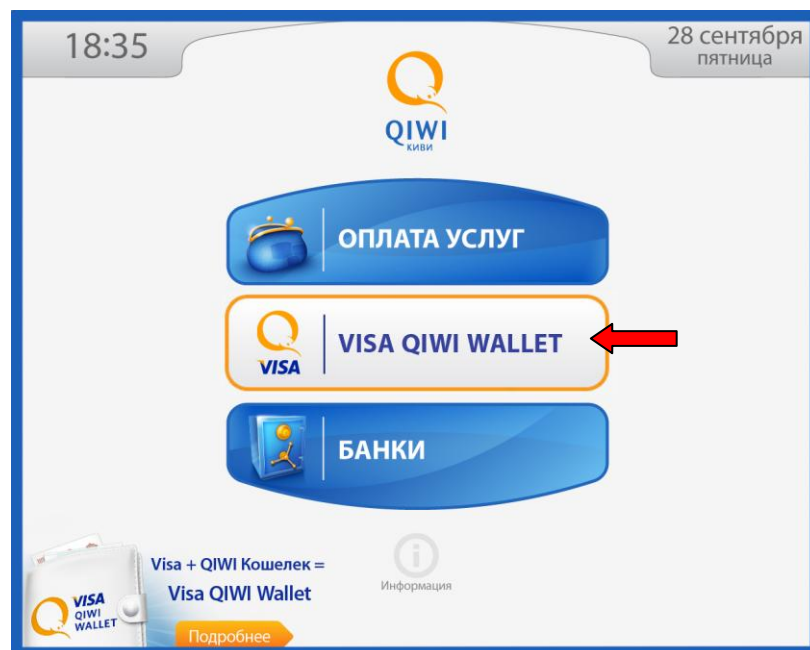 18:35
28 сентября
пятница
QIWI
КИВИ
ОПЛАТА УСЛУГ
VISA
VISA QIWI WALLET
БАНКИ
Visa + QIWI Кошелек =
Visa QIWI Wallet
VISA
QIWI
WALLET
Информация
Подробнее